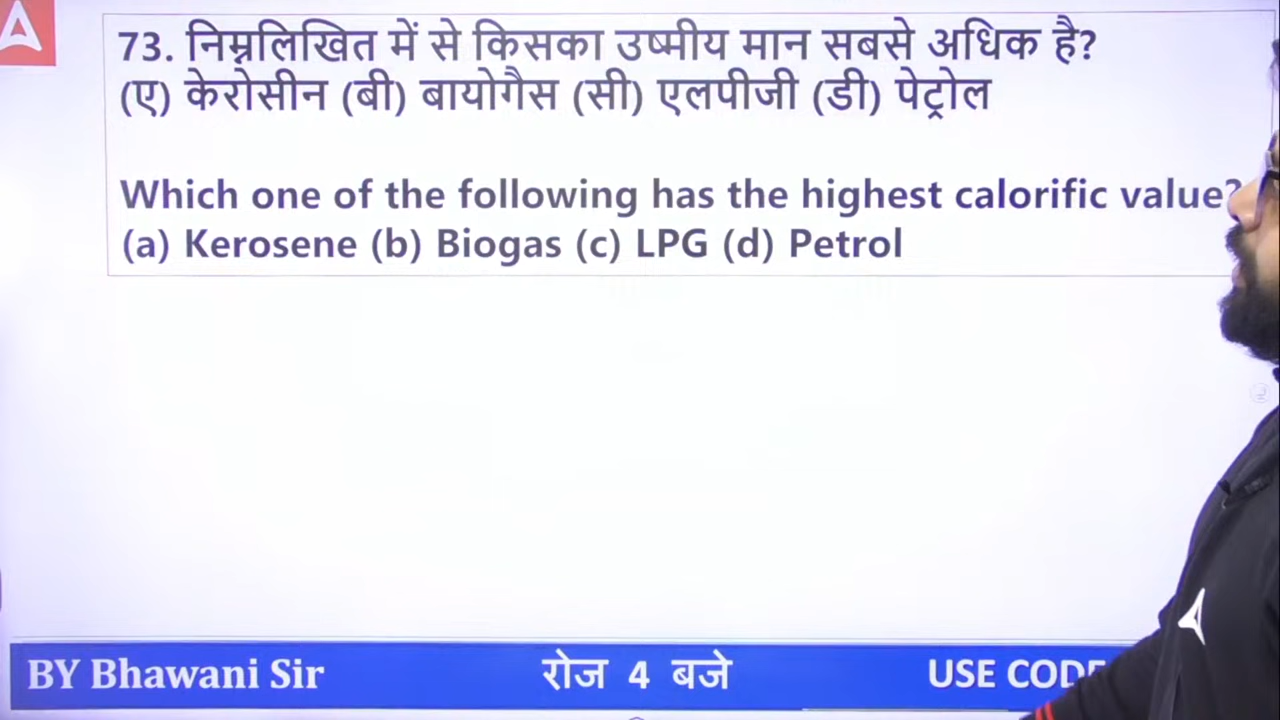 73. निम्नलिखित में से किसका उष्मीय मान सबसे अधिक है?
(ए) केरोसीन (बी) बायोगैस (सी) एलपीजी (डी) पेट्रोल
Which one of the following has the highest calorific value?
(a) Kerosene (b) Biogas (c) LPG (d) Petrol
BY Bhawani Sir रोज 4 बजे USE CODE